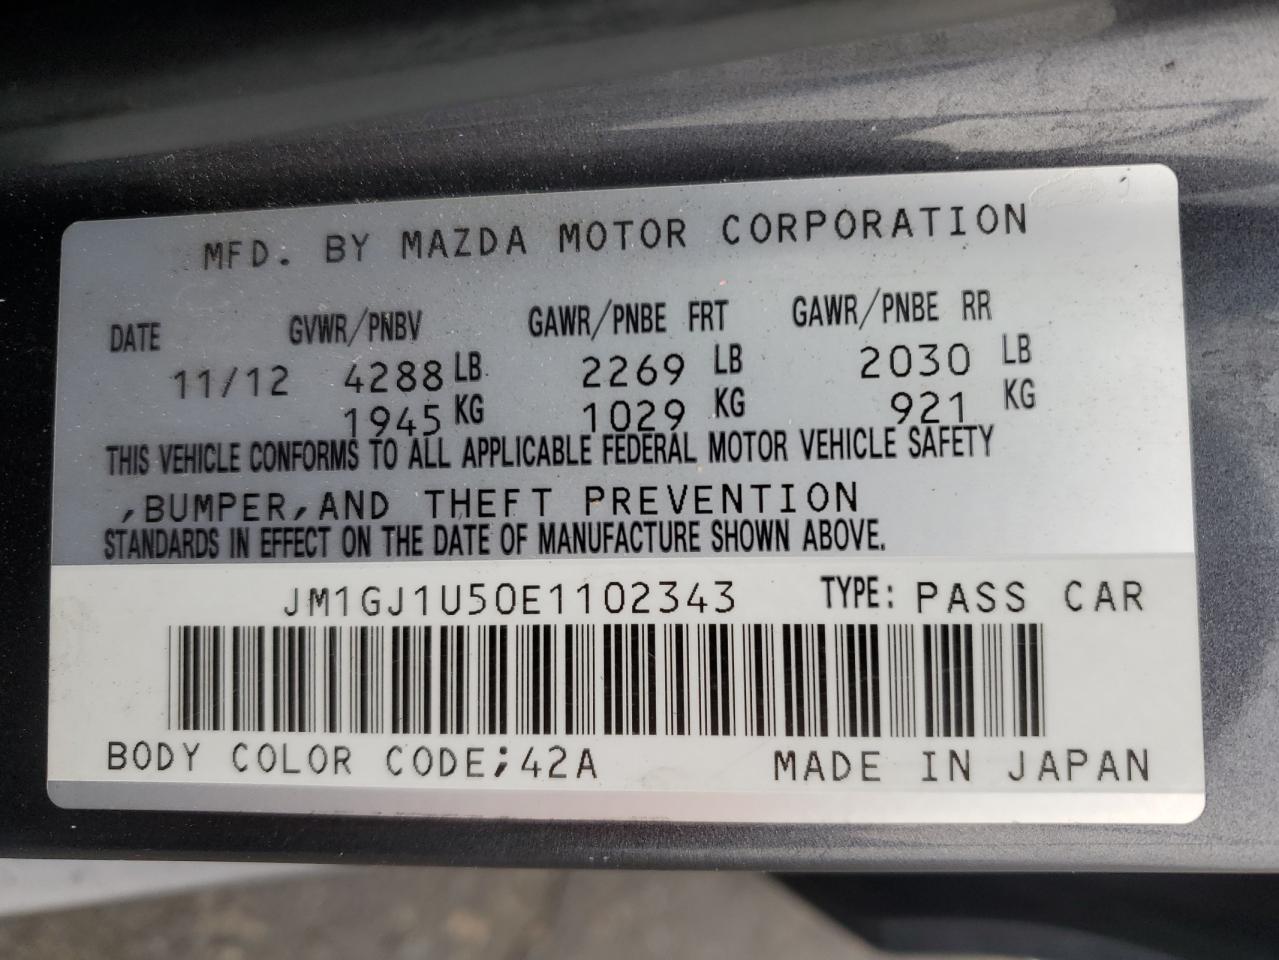 MFD. BY MAZDA MOTOR CORPORATION
DATE GVWR/PNBV GAWR/PNBE FRT GAWR/PNBE RR
11/12 4288 LB 2269 LB 2030 LB
1945 KG 1029 KG 921 KG
THIS VEHICLE CONFORMS TO ALL APPLICABLE FEDERAL MOTOR VEHICLE SAFETY
,BUMPER,AND THEFT PREVENTION
STANDARDS IN EFFECT ON THE DATE OF MANUFACTURE SHOWN ABOVE.
JM1GJ1U50E1102343 TYPE: PASS CAR
BODY COLOR CODE;42A MADE IN JAPAN